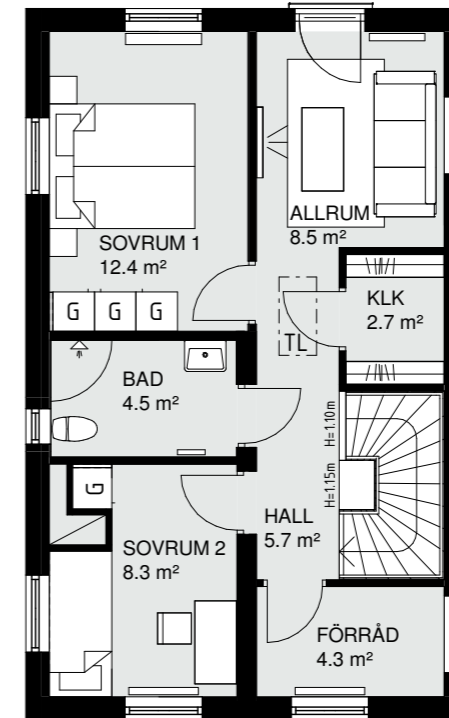 ALLRUM
8.5 m²
SOVRUM 1
12.4 m²
G G G
KLK
2.7 m²
TL
BAD
4.5 m²
H=1.10m
H=1.15m
G
HALL
5.7 m²
SOVRUM 2
8.3 m²
FÖRRÅD
4.3 m²